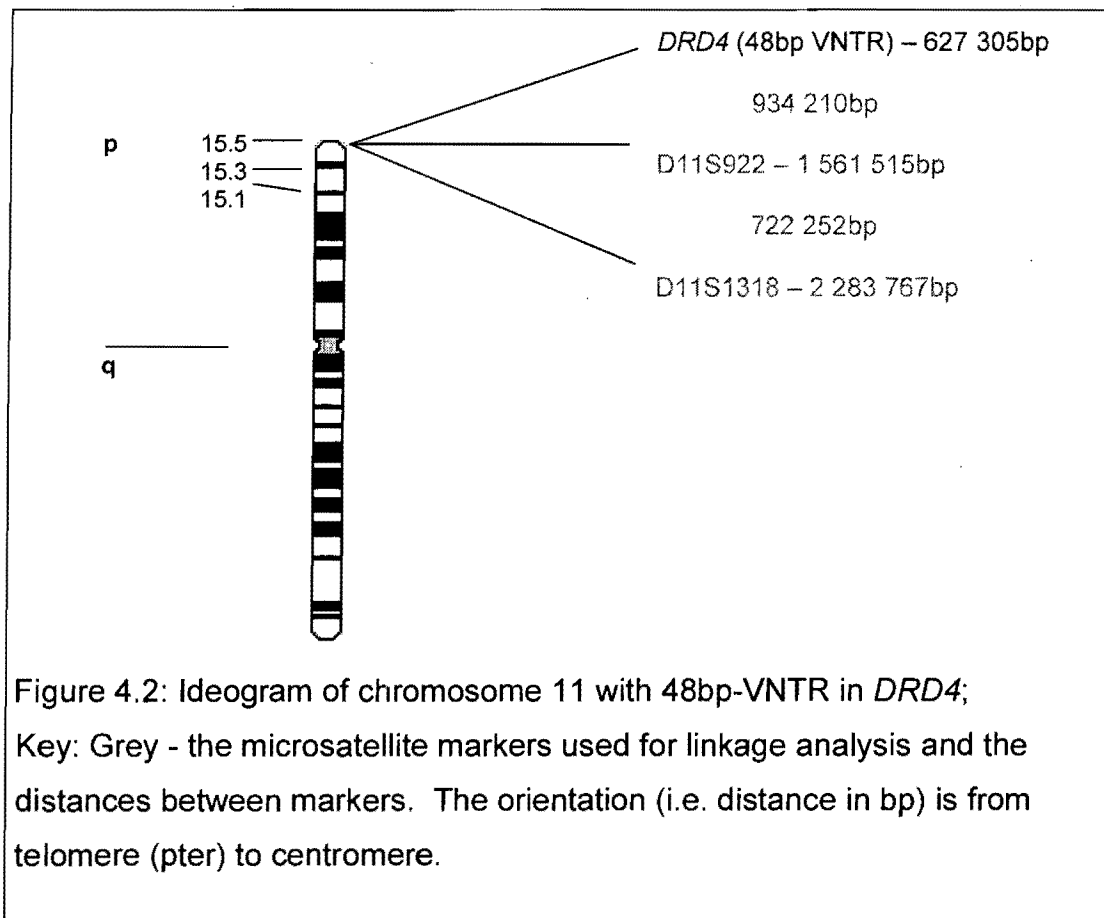 DRD4 (48bp VNTR) – 627 305bp
934 210bp
p
15.5
15.3
15.1
D11S922 – 1 561 515bp
722 252bp
D11S1318 – 2 283 767bp
q
Figure 4.2: Ideogram of chromosome 11 with 48bp-VNTR in DRD4;
Key: Grey - the microsatellite markers used for linkage analysis and the
distances between markers.  The orientation (i.e. distance in bp) is from
telomere (pter) to centromere.